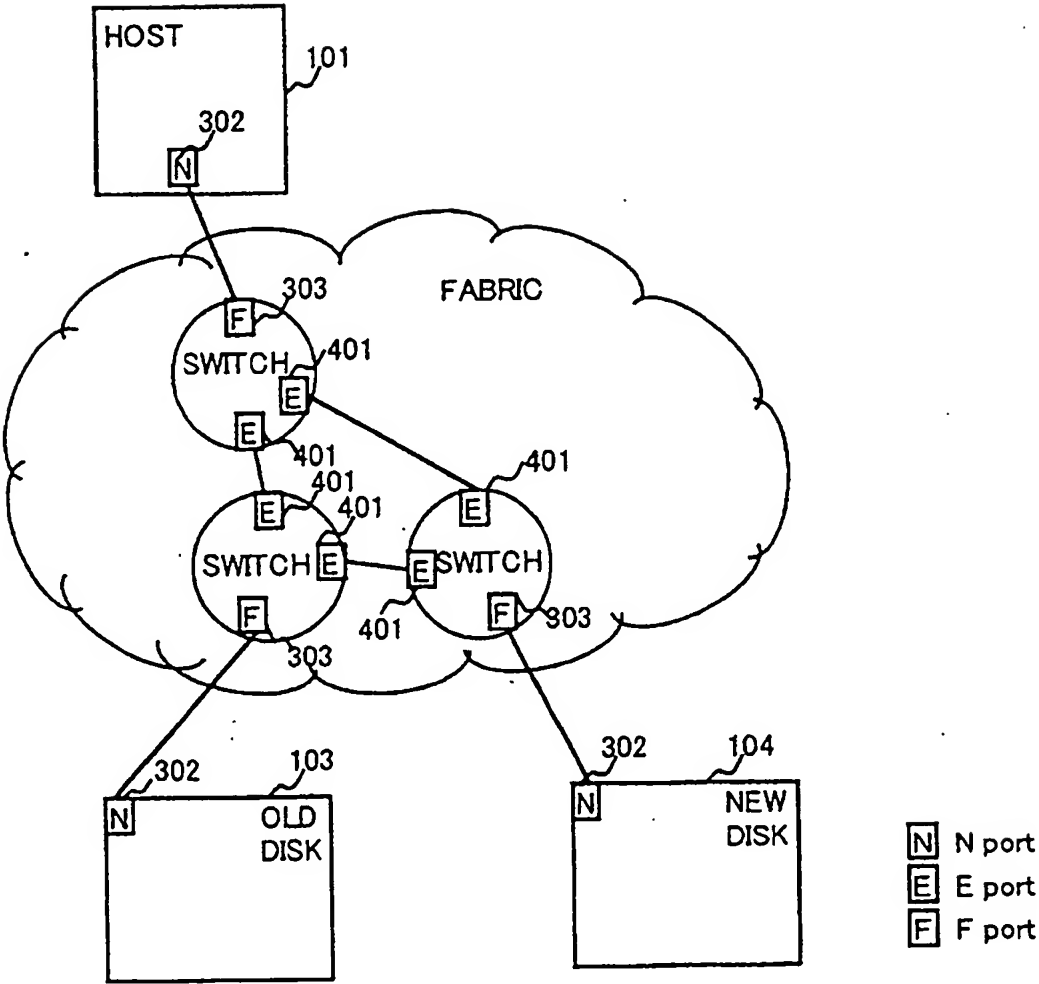 HOST
101
302
N
303
FABRIC
F
SWITCH
401
E
E
401
401
401
401
E
E
SWITCH
E
E
SWITCH
F
401
F
303
303
302
103
302
104
N
OLD
DISK
N
NEW
DISK
N N port
E E port
F F port